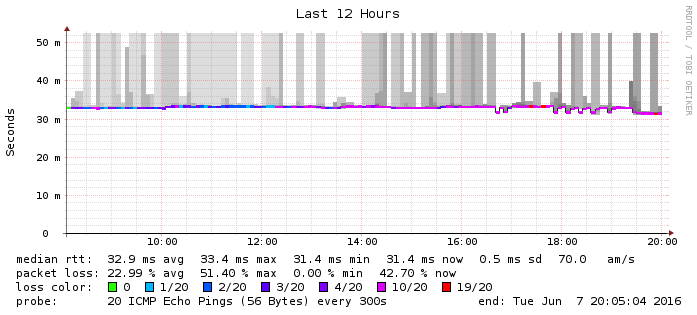 Last 12 Hours
RRDTOOL / TOBI OETIKER
Seconds
50 m
40 m
30 m
20 m
10 m
0
10:00 12:00 14:00 16:00 18:00 20:00
median rtt: 32.9 ms avg 33.4 ms max 31.4 ms min 31.4 ms now 0.5 ms sd 70.0 am/s
packet loss: 22.99 % avg 51.40 % max 0.00 % min 42.70 % now
loss color: 0 1/20 2/20 3/20 4/20 10/20 19/20
probe: 20 ICMP Echo Pings (56 Bytes) every 300s end: Tue Jun 7 20:05:04 2016